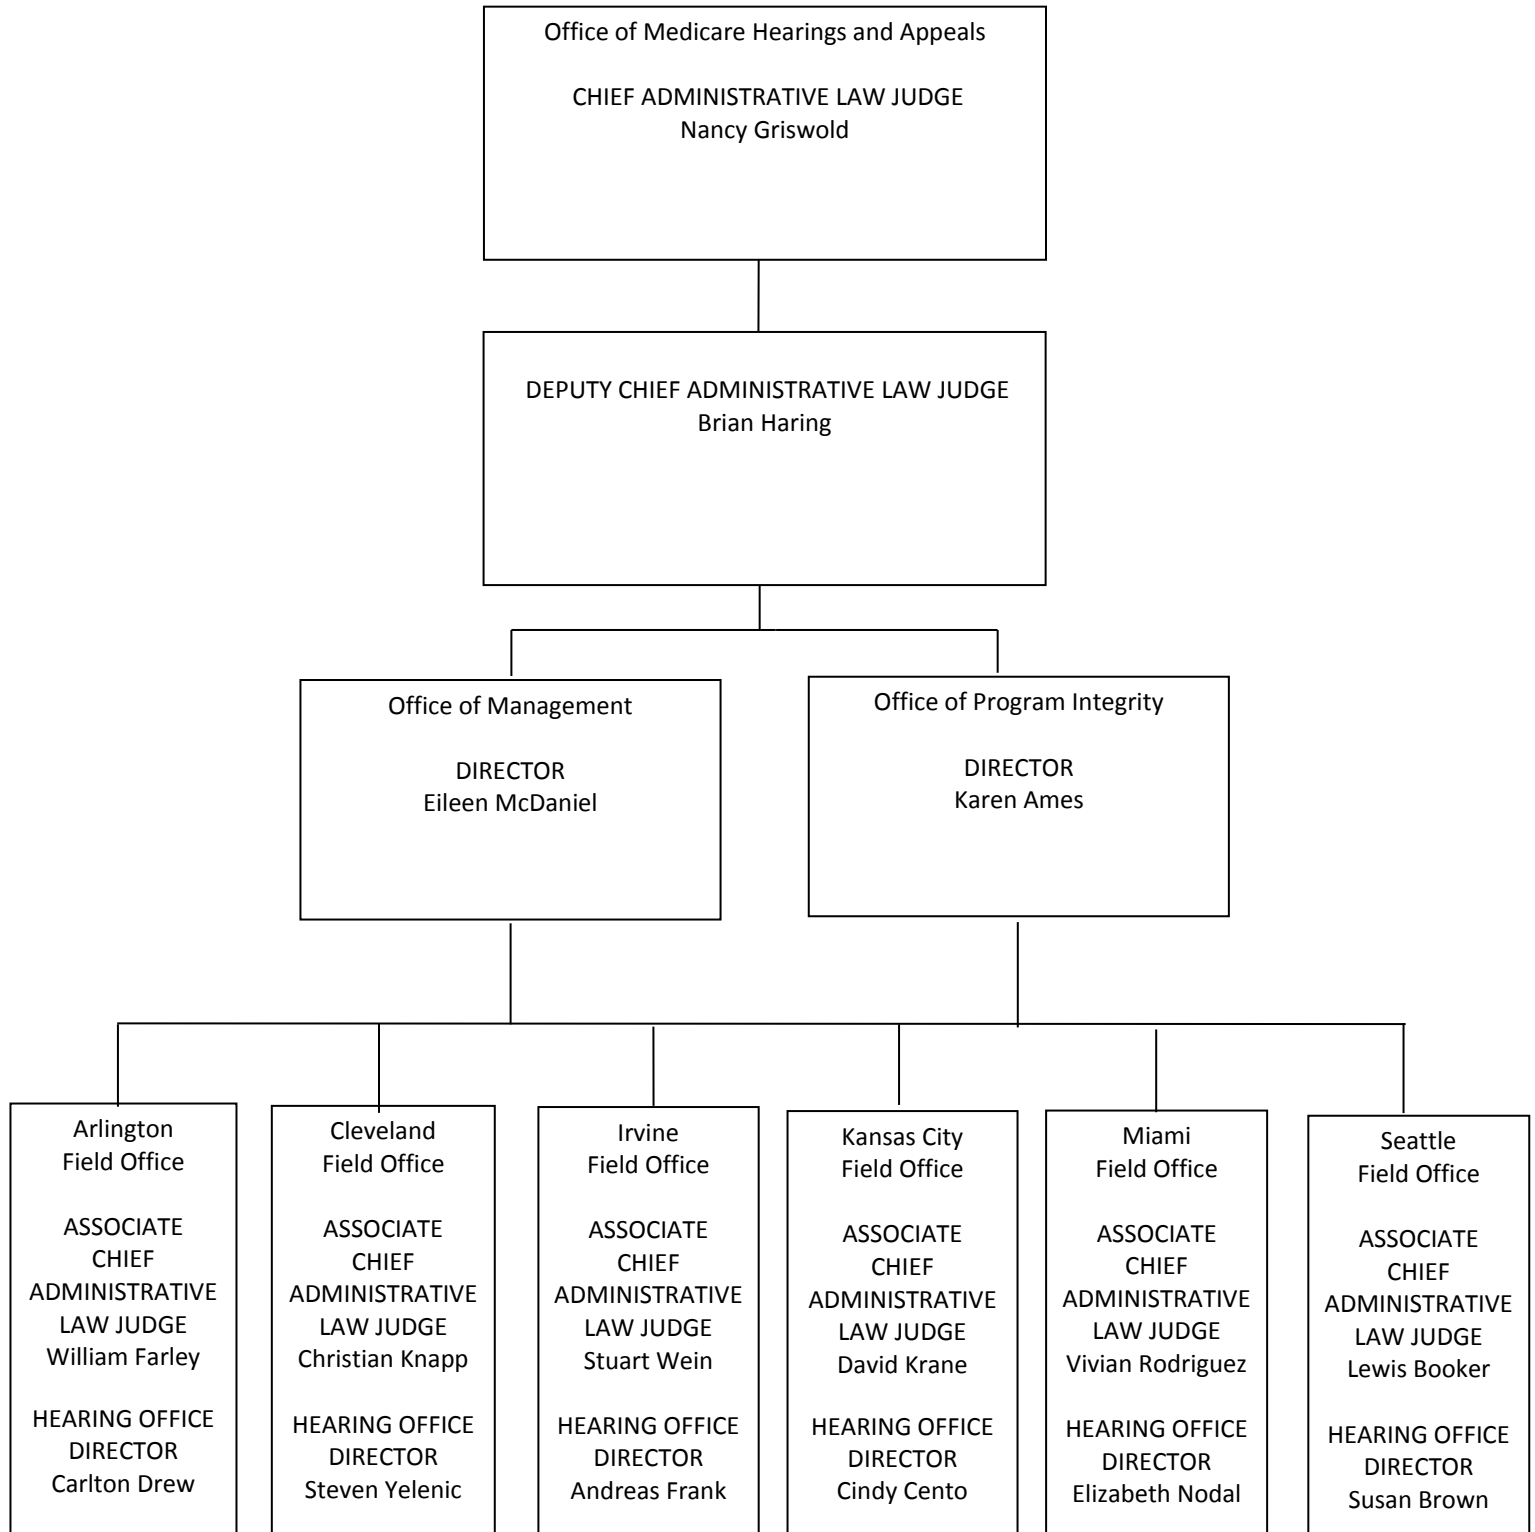 Office of Medicare Hearings and Appeals
CHIEF ADMINISTRATIVE LAW JUDGE
Nancy Griswold
DEPUTY CHIEF ADMINISTRATIVE LAW JUDGE
Brian Haring
Office of Management
DIRECTOR
Eileen McDaniel
Office of Program Integrity
DIRECTOR
Karen Ames
Arlington
Field Office
ASSOCIATE
CHIEF
ADMINISTRATIVE
LAW JUDGE
William Farley
HEARING OFFICE
DIRECTOR
Carlton Drew
Cleveland
Field Office
ASSOCIATE
CHIEF
ADMINISTRATIVE
LAW JUDGE
Christian Knapp
HEARING OFFICE
DIRECTOR
Steven Yelenic
Irvine
Field Office
ASSOCIATE
CHIEF
ADMINISTRATIVE
LAW JUDGE
Stuart Wein
HEARING OFFICE
DIRECTOR
Andreas Frank
Kansas City
Field Office
ASSOCIATE
CHIEF
ADMINISTRATIVE
LAW JUDGE
David Krane
HEARING OFFICE
DIRECTOR
Cindy Cento
Miami
Field Office
ASSOCIATE
CHIEF
ADMINISTRATIVE
LAW JUDGE
Vivian Rodriguez
HEARING OFFICE
DIRECTOR
Elizabeth Nodal
Seattle
Field Office
ASSOCIATE
CHIEF
ADMINISTRATIVE
LAW JUDGE
Lewis Booker
HEARING OFFICE
DIRECTOR
Susan Brown